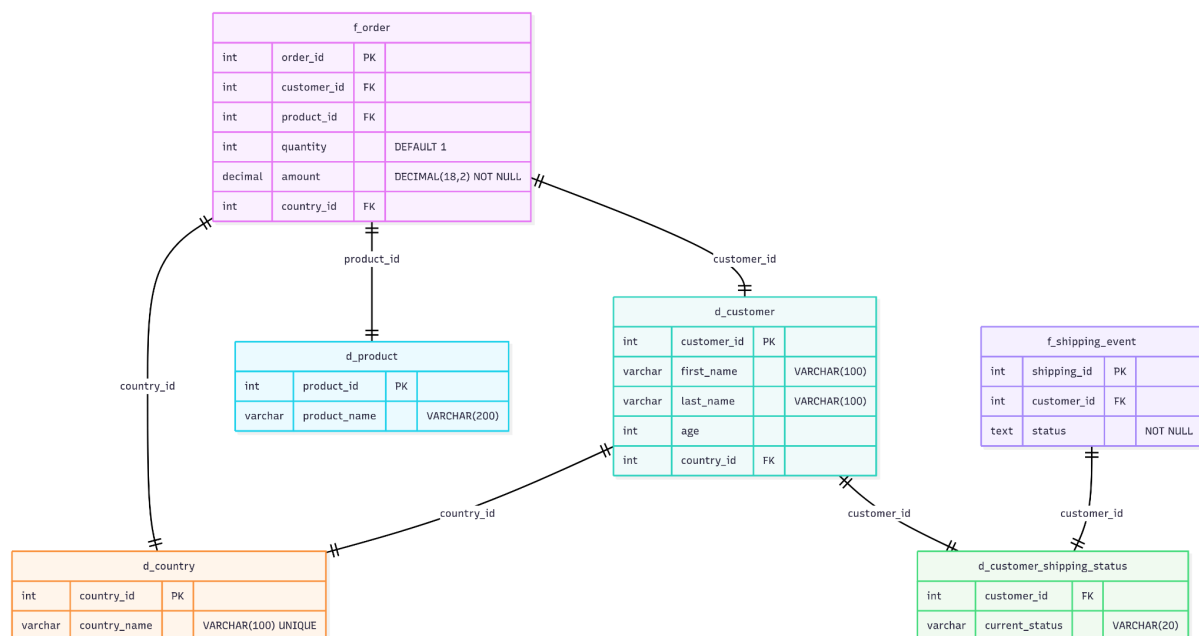 f_order
int order_id PK
int customer_id FK
int product_id FK
int quantity DEFAULT 1
decimal amount DECIMAL(18,2) NOT NULL
int country_id FK
product_id
customer_id
country_id
d_product
int product_id PK
varchar product_name VARCHAR(200)
d_customer
int customer_id PK
varchar first_name VARCHAR(100)
varchar last_name VARCHAR(100)
int age
int country_id FK
f_shipping_event
int shipping_id PK
int customer_id FK
text status NOT NULL
country_id
customer_id
customer_id
d_country
int country_id PK
varchar country_name VARCHAR(100) UNIQUE
d_customer_shipping_status
int customer_id FK
varchar current_status VARCHAR(20)